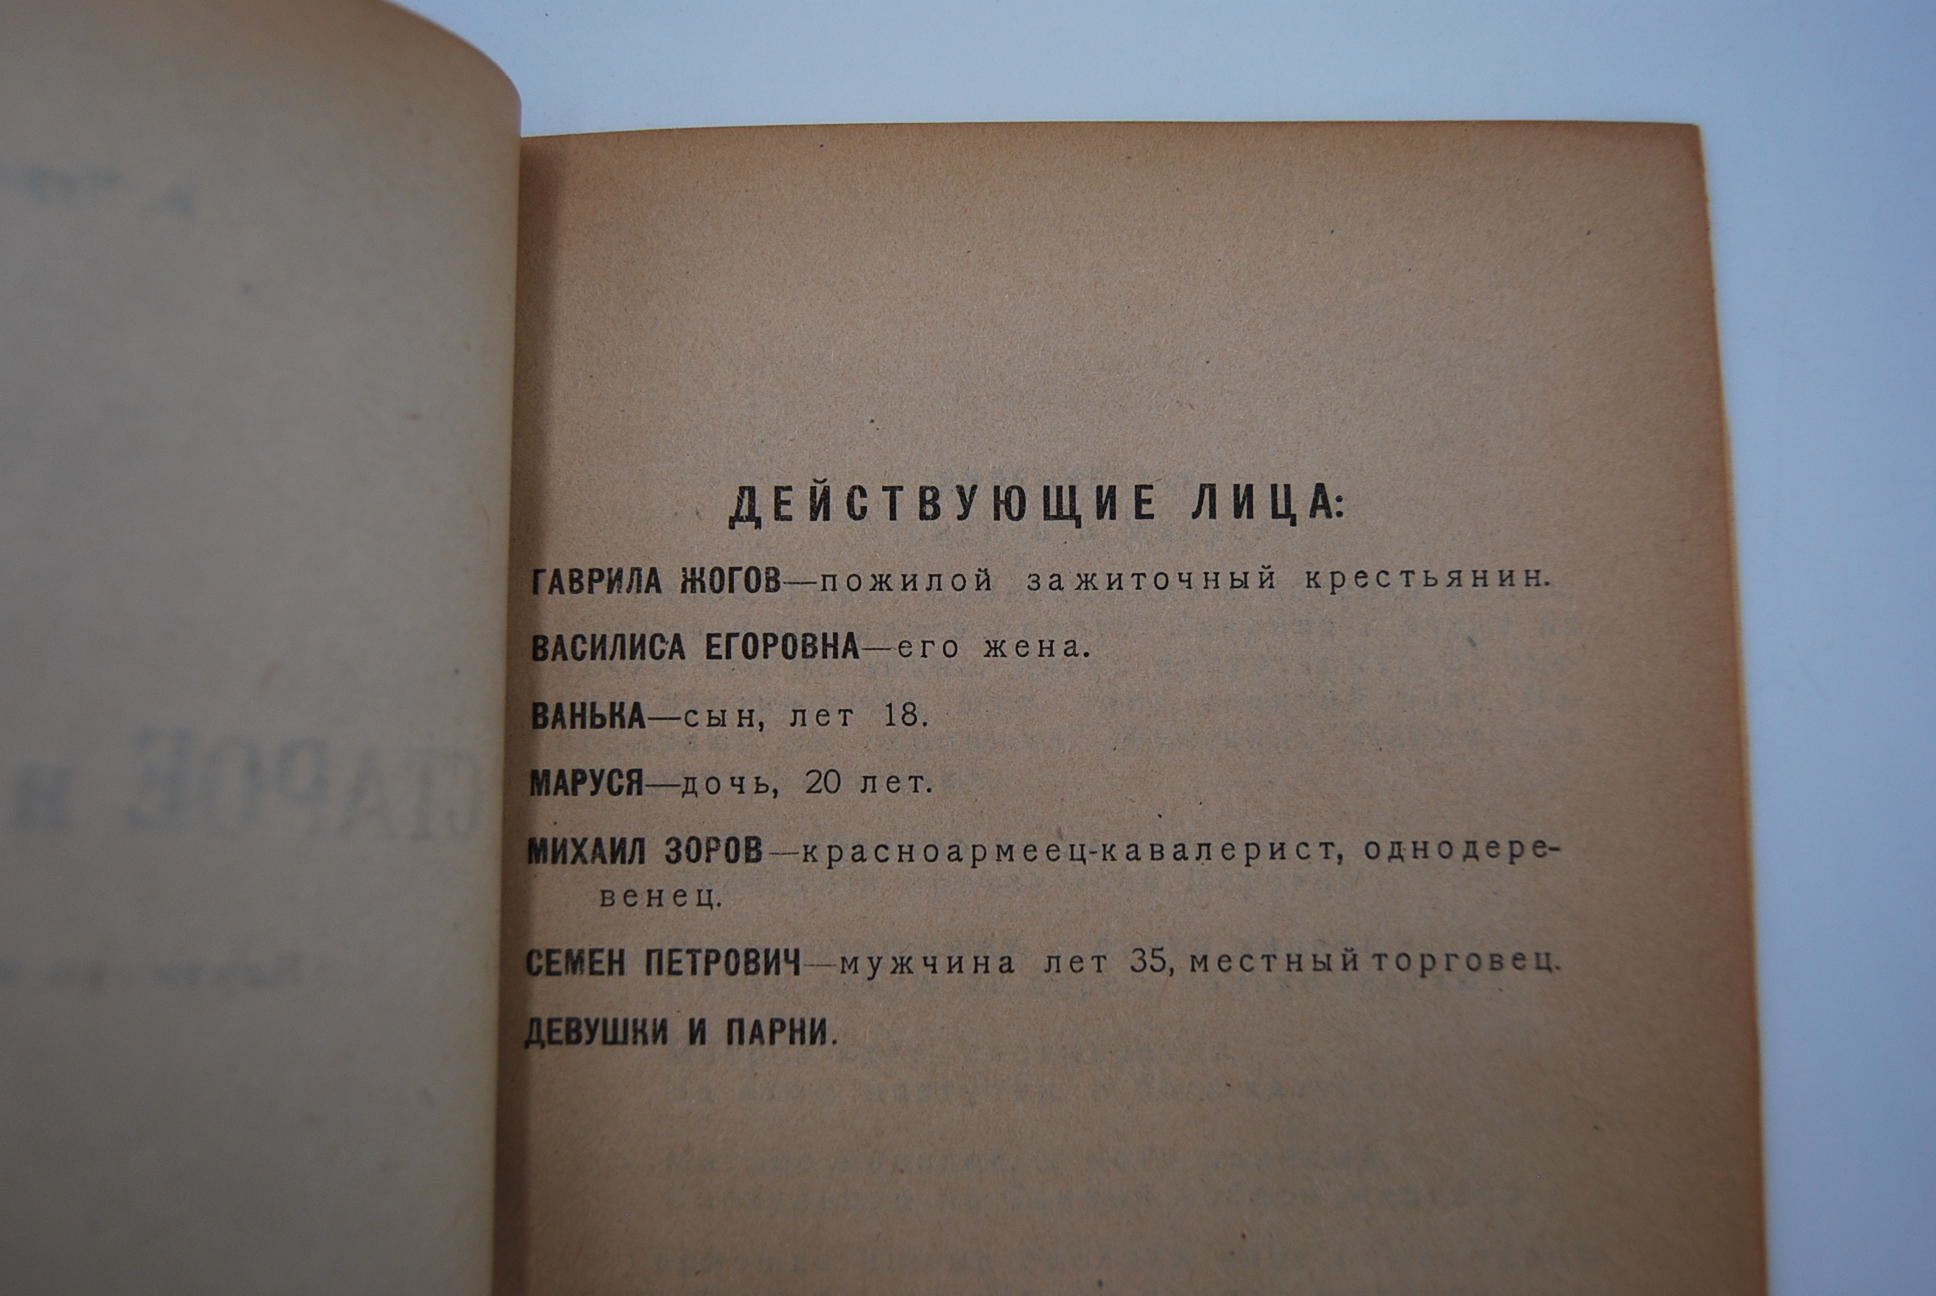 ДЕЙСТВУЮЩИЕ ЛИЦА:
ГАВРИЛА ЖОГОВ—пожилой зажиточный крестьянин.
ВАСИЛИСА ЕГОРОВНА—его жена.
ВАНЬКА—сын, лет 18.
МАРУСЯ—дочь, 20 лет.
МИХАИЛ ЗОРОВ—красноармеец-кавалерист, однодере-
венец.
СЕМЕН ПЕТРОВИЧ—мужчина лет 35, местный торговец.
ДЕВУШКИ И ПАРНИ.